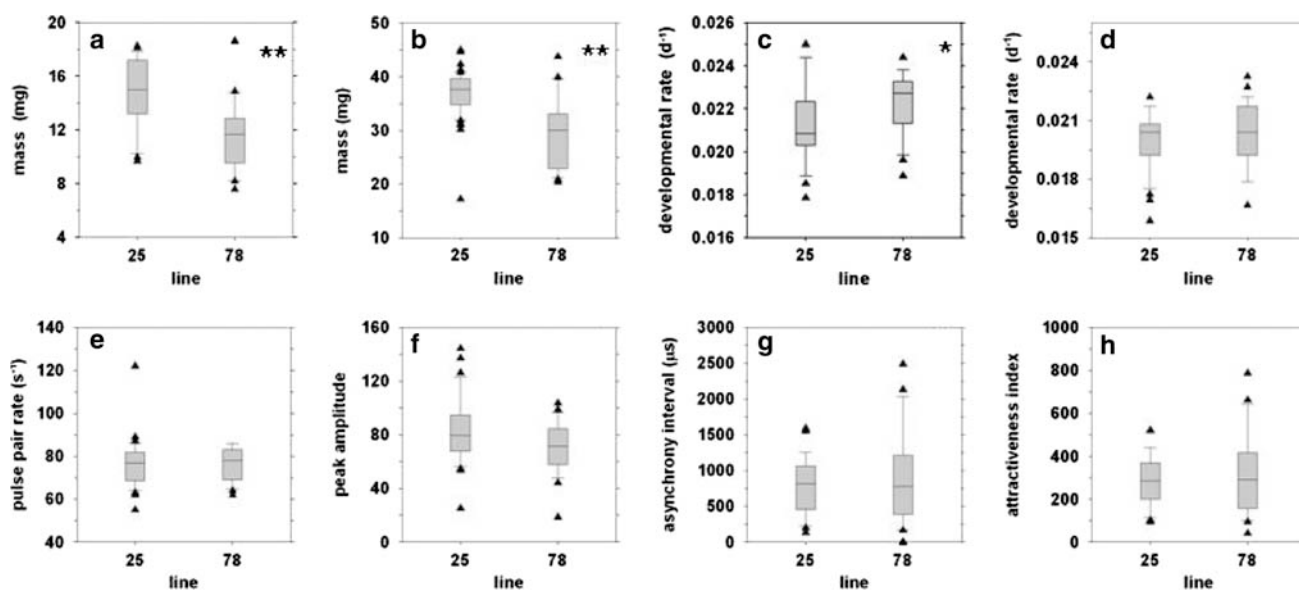 a
**
mass (mg)
20
16
12
8
4
25 78
line
b
**
mass (mg)
50
40
30
20
10
25 78
line
c
*
developmental rate (d⁻¹)
0.026
0.024
0.022
0.020
0.018
0.016
25 78
line
d
developmental rate (d⁻¹)
0.024
0.021
0.018
0.015
25 78
line
e
pulse pair rate (s⁻¹)
140
120
100
80
60
40
25 78
line
f
peak amplitude
160
120
80
40
0
25 78
line
g
asynchrony interval (μs)
3000
2500
2000
1500
1000
500
0
25 78
line
h
attractiveness index
1000
800
600
400
200
0
25 78
line